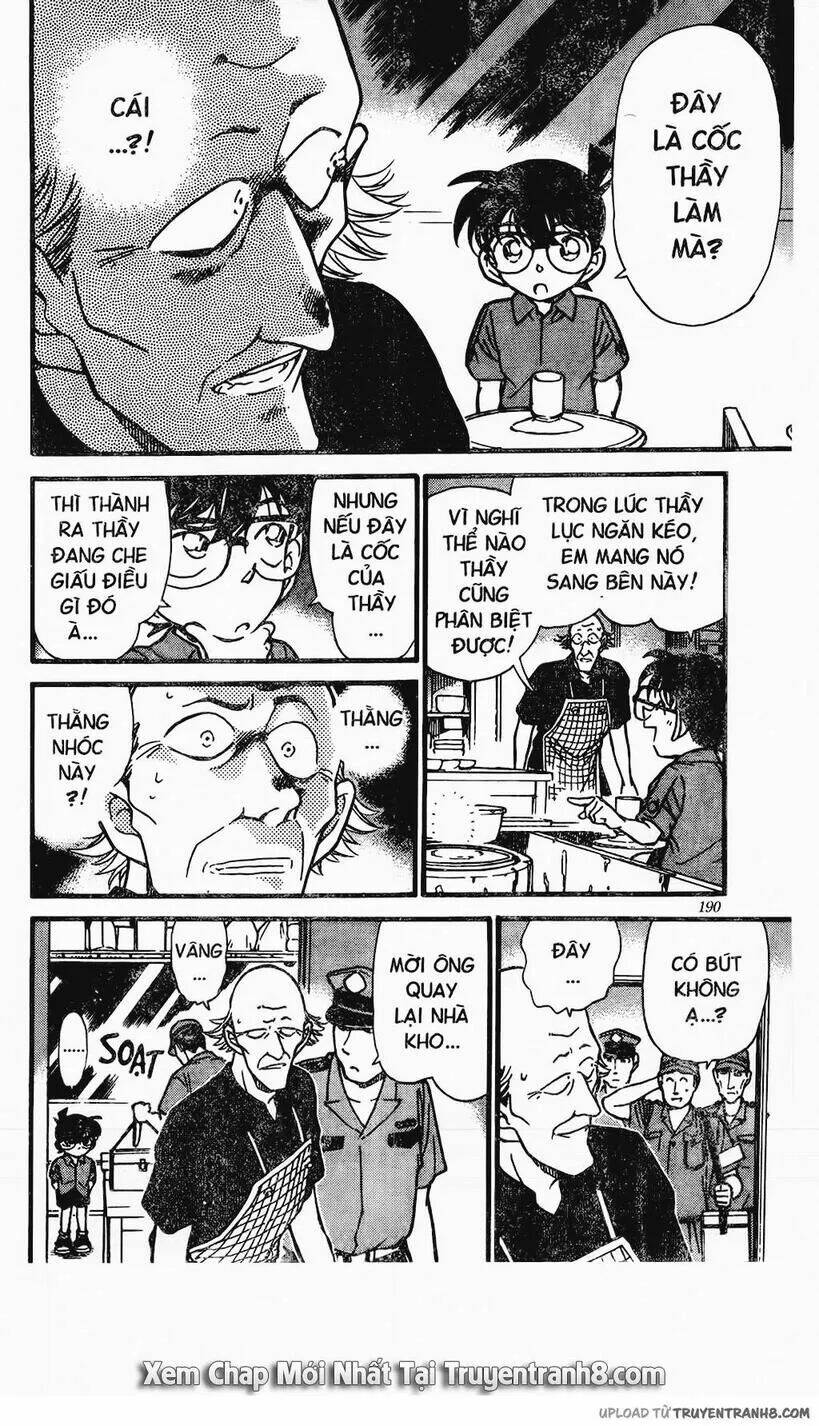 CÁI
...?!
ĐÂY
LÀ CỐC
THẦY
LÀM
MÀ?
THÌ THÀNH
RA THẦY
ĐANG CHE
GIẤU ĐIỀU
GÌ ĐÓ
À...
NHƯNG
NẾU ĐÂY
LÀ CỐC
CỦA THẦY
...
VÌ NGHĨ
THẾ NÀO
THẦY
CŨNG
PHÂN BIỆT
ĐƯỢC!
TRONG LÚC THẦY
LỤC NGĂN KÉO,
EM MANG NÓ
SANG BÊN NÀY!
THẰNG
NHÓC
NÀY
?!
THẰNG
...
190
VÂNG
...
......
SOẠT
MỜI ÔNG
QUAY
LẠI NHÀ
KHO...
ĐÂY
...
CÓ BÚT
KHÔNG
Ạ...?
Xem Chap Mới Nhất Tại Truyentranh8.com
UPLOAD TỪ TRUYENTRANH8.COM